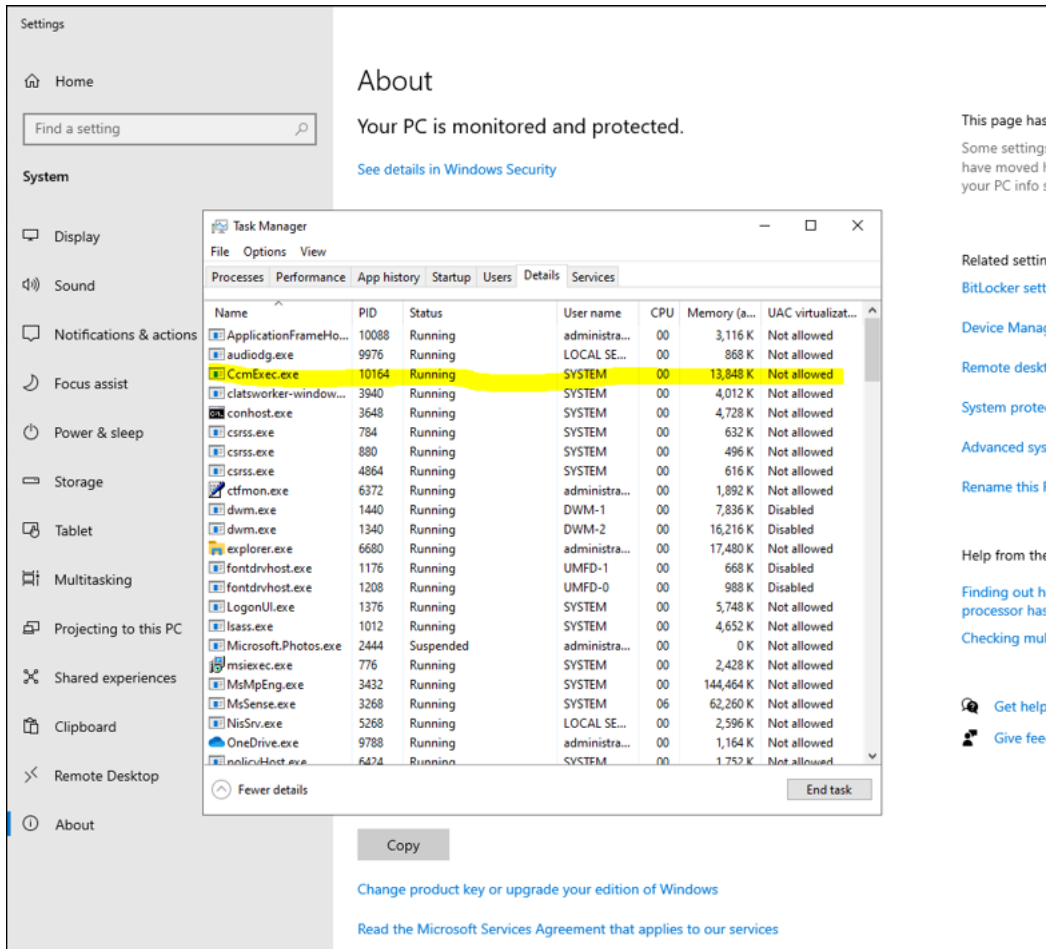 Settings
Home
Find a setting
System
Display
Sound
Notifications & actions
Focus assist
Power & sleep
Storage
Tablet
Multitasking
Projecting to this PC
Shared experiences
Clipboard
Remote Desktop
About
About
Your PC is monitored and protected.
See details in Windows Security
Task Manager
File Options View
Processes Performance App history Startup Users Details Services
Name PID Status User name CPU Memory (a... UAC virtualizat...
ApplicationFrameHo... 10088 Running administra... 00 3,116 K Not allowed
audiodg.exe 9976 Running LOCAL SE... 00 868 K Not allowed
CcmExec.exe 10164 Running SYSTEM 00 13,848 K Not allowed
clatsworker-window... 3940 Running SYSTEM 00 4,012 K Not allowed
conhost.exe 3648 Running SYSTEM 00 4,728 K Not allowed
csrss.exe 784 Running SYSTEM 00 632 K Not allowed
csrss.exe 880 Running SYSTEM 00 496 K Not allowed
csrss.exe 4864 Running SYSTEM 00 616 K Not allowed
ctfmon.exe 6372 Running administra... 00 1,892 K Not allowed
dwm.exe 1440 Running DWM-1 00 7,836 K Disabled
dwm.exe 1340 Running DWM-2 00 16,216 K Disabled
explorer.exe 6680 Running administra... 00 17,480 K Not allowed
fontdrvhost.exe 1176 Running UMFD-1 00 668 K Disabled
fontdrvhost.exe 1208 Running UMFD-0 00 988 K Disabled
LogonUI.exe 1376 Running SYSTEM 00 5,748 K Not allowed
lsass.exe 1012 Running SYSTEM 00 4,652 K Not allowed
Microsoft.Photos.exe 2444 Suspended administra... 00 0 K Not allowed
msiexec.exe 776 Running SYSTEM 00 2,428 K Not allowed
MsMpEng.exe 3432 Running SYSTEM 00 144,464 K Not allowed
MsSense.exe 3268 Running SYSTEM 06 62,260 K Not allowed
NisSrv.exe 5268 Running LOCAL SE... 00 2,596 K Not allowed
OneDrive.exe 9788 Running administra... 00 1,164 K Not allowed
policyHost.exe 6424 Running SYSTEM 00 1,752 K Not allowed
Fewer details
End task
Copy
Change product key or upgrade your edition of Windows
Read the Microsoft Services Agreement that applies to our services
This page has
Some settings
have moved
your PC info
Related settin
BitLocker sett
Device Manag
Remote deskt
System prote
Advanced sys
Rename this
Help from the
Finding out h
processor has
Checking mul
Get help
Give fee